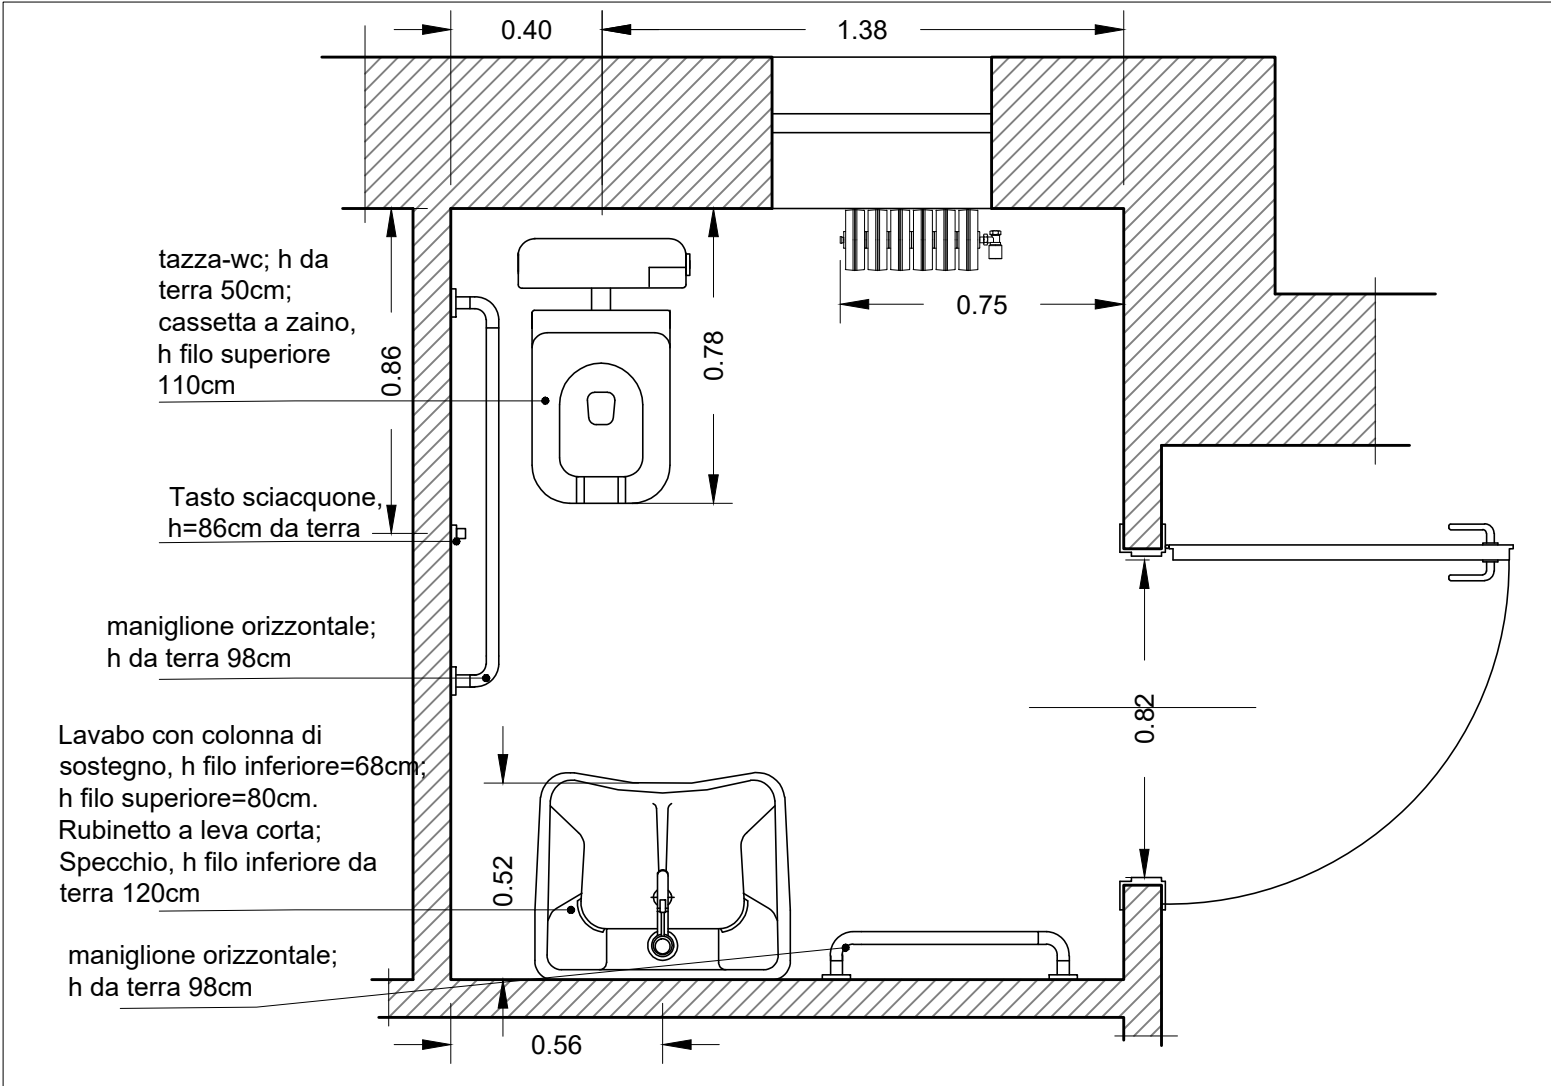 0.40
1.38
tazza-wc; h da
terra 50cm;
cassetta a zaino,
h filo superiore
110cm
0.86
0.78
0.75
Tasto sciacquone,
h=86cm da terra
maniglione orizzontale;
h da terra 98cm
0.82
Lavabo con colonna di
sostegno, h filo inferiore=68cm;
h filo superiore=80cm.
Rubinetto a leva corta;
Specchio, h filo inferiore da
terra 120cm
0.52
maniglione orizzontale;
h da terra 98cm
0.56